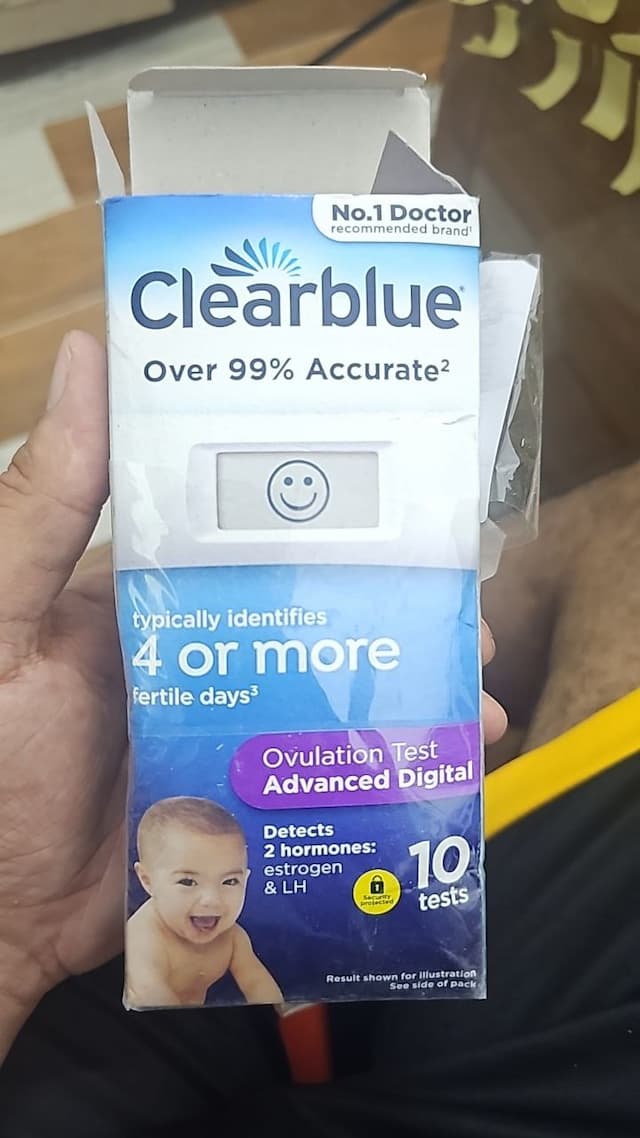 No.1 Doctor
recommended brand¹
Clearblue®
Over 99% Accurate²
typically identifies
4 or more
fertile days³
Ovulation Test
Advanced Digital
Detects
2 hormones:
estrogen
& LH
Security
protected
10
tests
Result shown for illustration
See side of pack